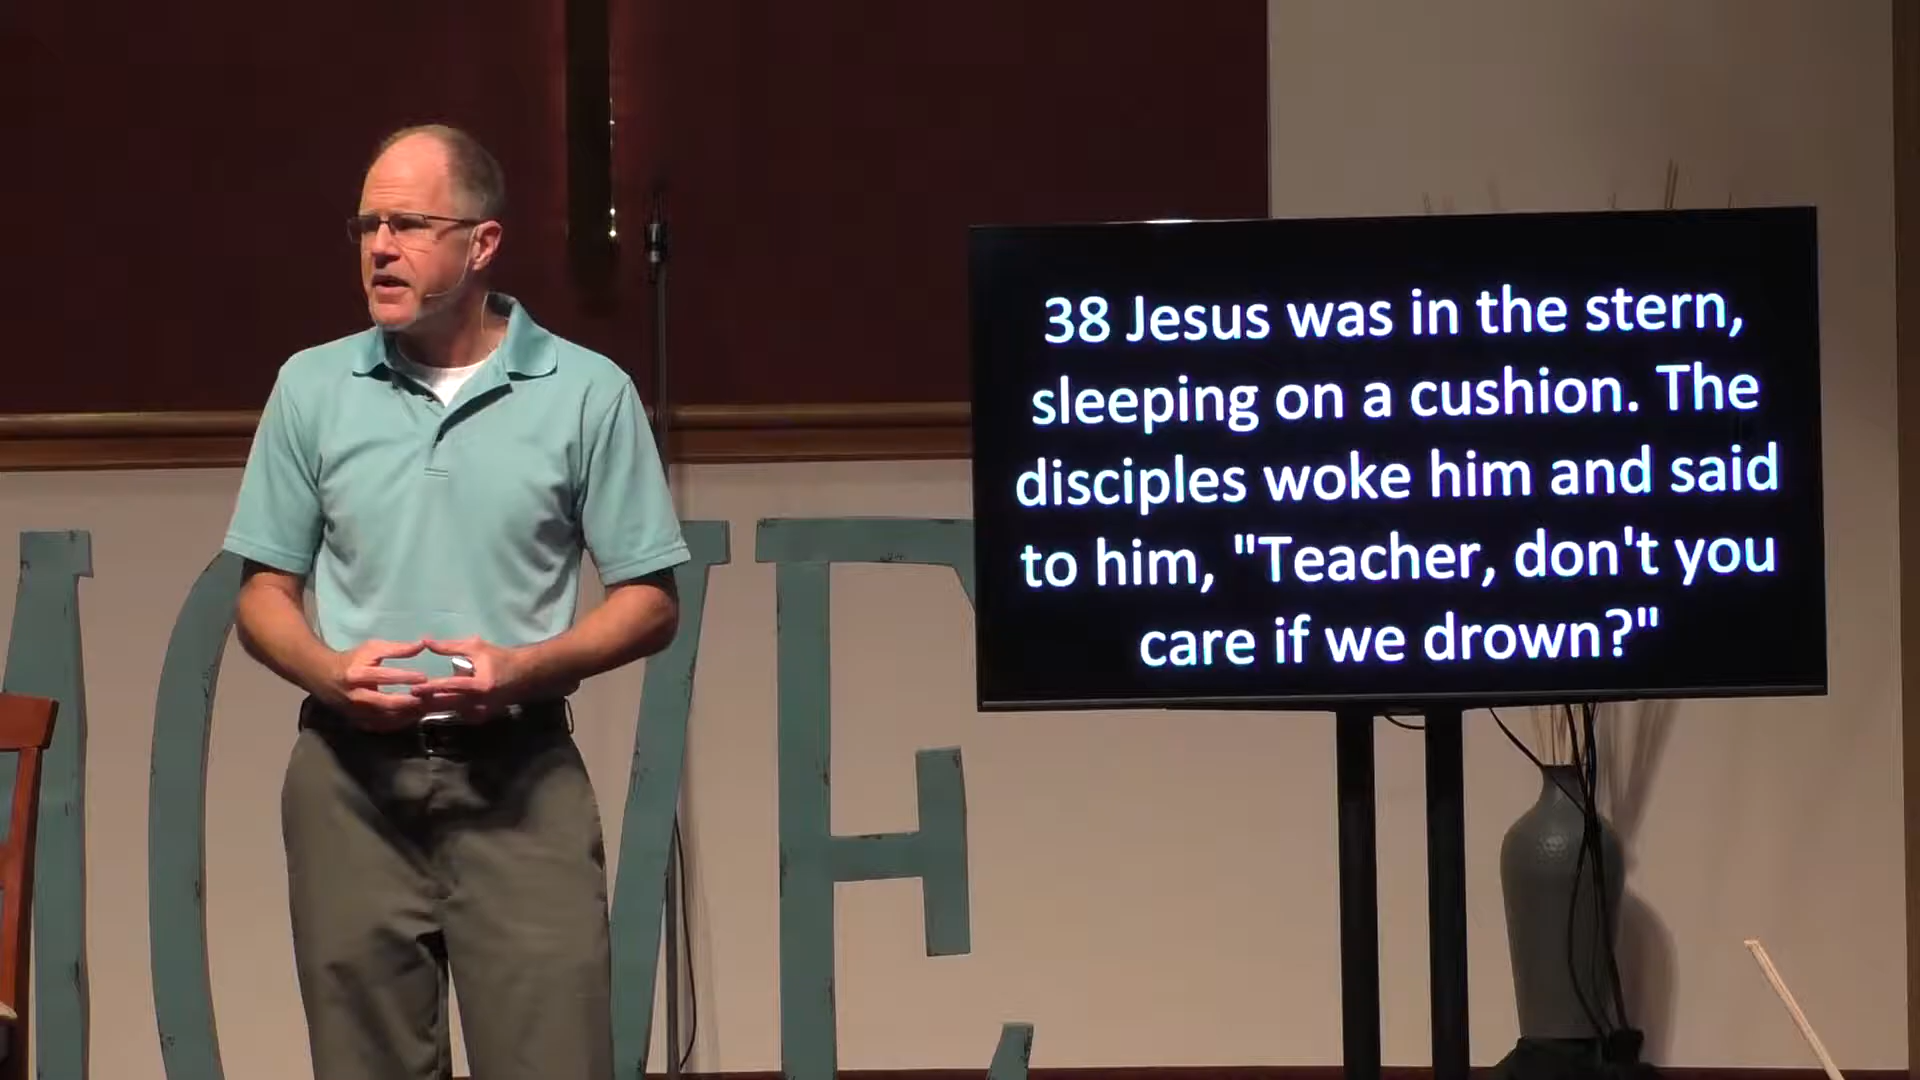 38 Jesus was in the stern,
sleeping on a cushion. The
disciples woke him and said
to him, "Teacher, don't you
care if we drown?"